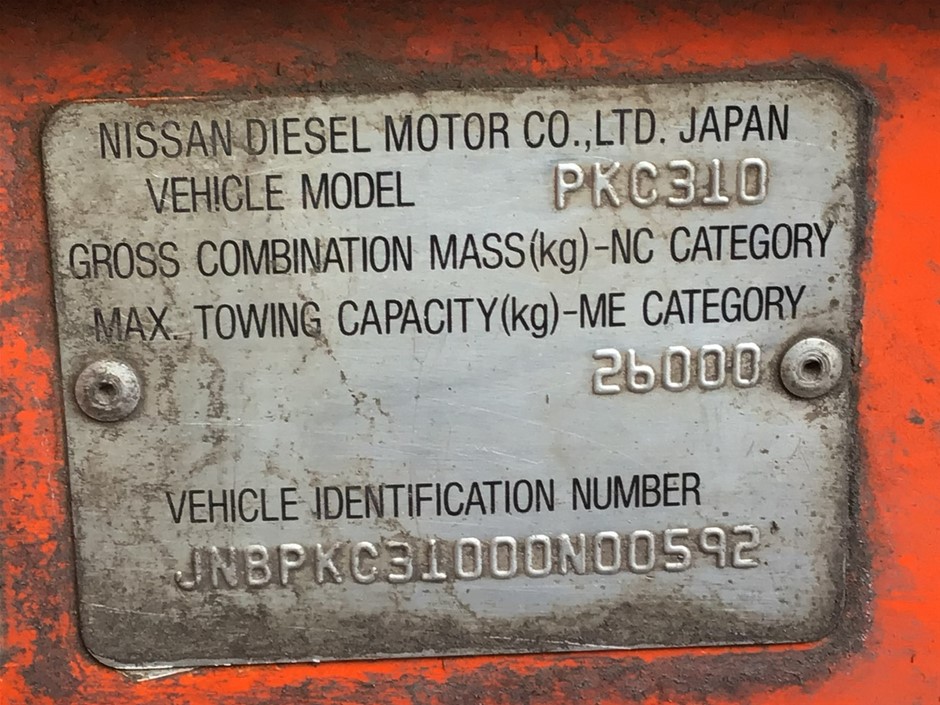 NISSAN DIESEL MOTOR CO.,LTD. JAPAN
VEHICLE MODEL PKC310
GROSS COMBINATION MASS(kg)-NC CATEGORY
MAX. TOWING CAPACITY(kg)-ME CATEGORY
26000
VEHICLE IDENTIFICATION NUMBER
JNBPKC31000N00592